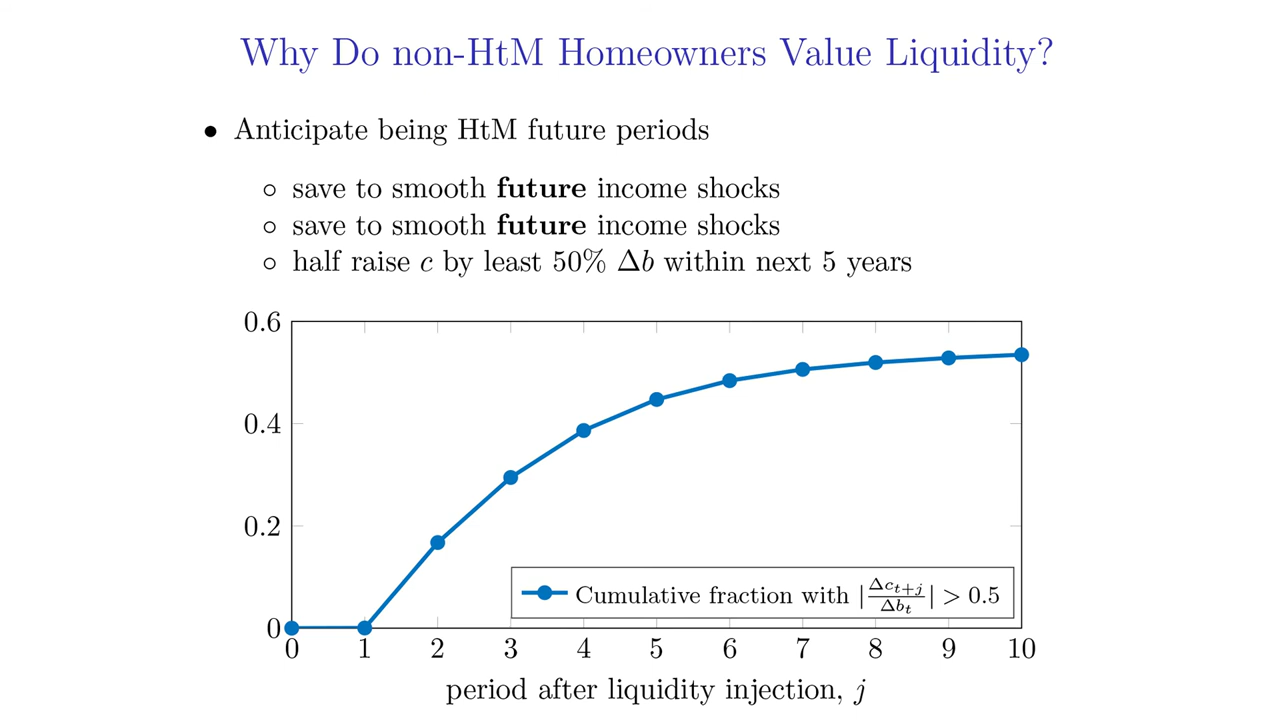 Why Do non-HtM Homeowners Value Liquidity?
• Anticipate being HtM future periods
◦ save to smooth future income shocks
◦ save to smooth future income shocks
◦ half raise c by least 50% Δb within next 5 years
0.6
0.4
0.2
0
Cumulative fraction with |Δc_{t+j}/Δb_t| > 0.5
0 1 2 3 4 5 6 7 8 9 10
period after liquidity injection, j